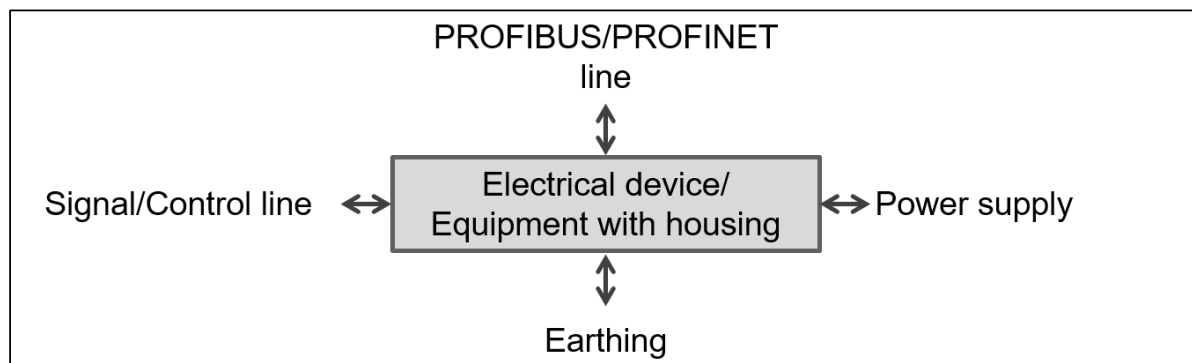 PROFIBUS/PROFINET
line
Electrical device/
Signal/Control line
Equipment with housing
Power supply
Earthing